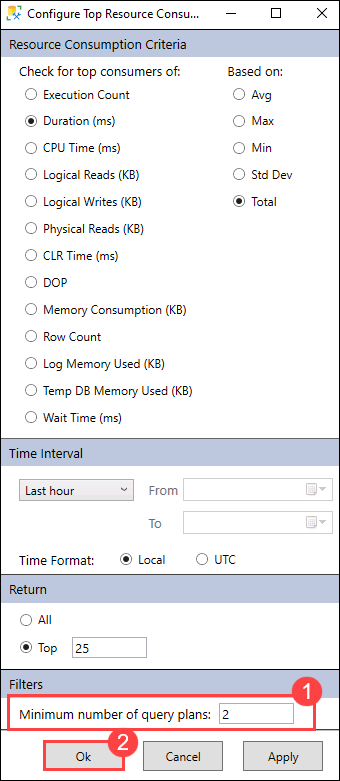 Configure Top Resource Consu...
Resource Consumption Criteria
Check for top consumers of:
Based on:
Execution Count
Avg
Duration (ms)
Max
CPU Time (ms)
Min
Logical Reads (KB)
Std Dev
Logical Writes (KB)
Total
Physical Reads (KB)
CLR Time (ms)
DOP
Memory Consumption (KB)
Row Count
Log Memory Used (KB)
Temp DB Memory Used (KB)
Wait Time (ms)
Time Interval
Last hour
From
To
Time Format:
Local
UTC
Return
All
Top
25
Filters
1
Minimum number of query plans:
2
2
Ok
Cancel
Apply